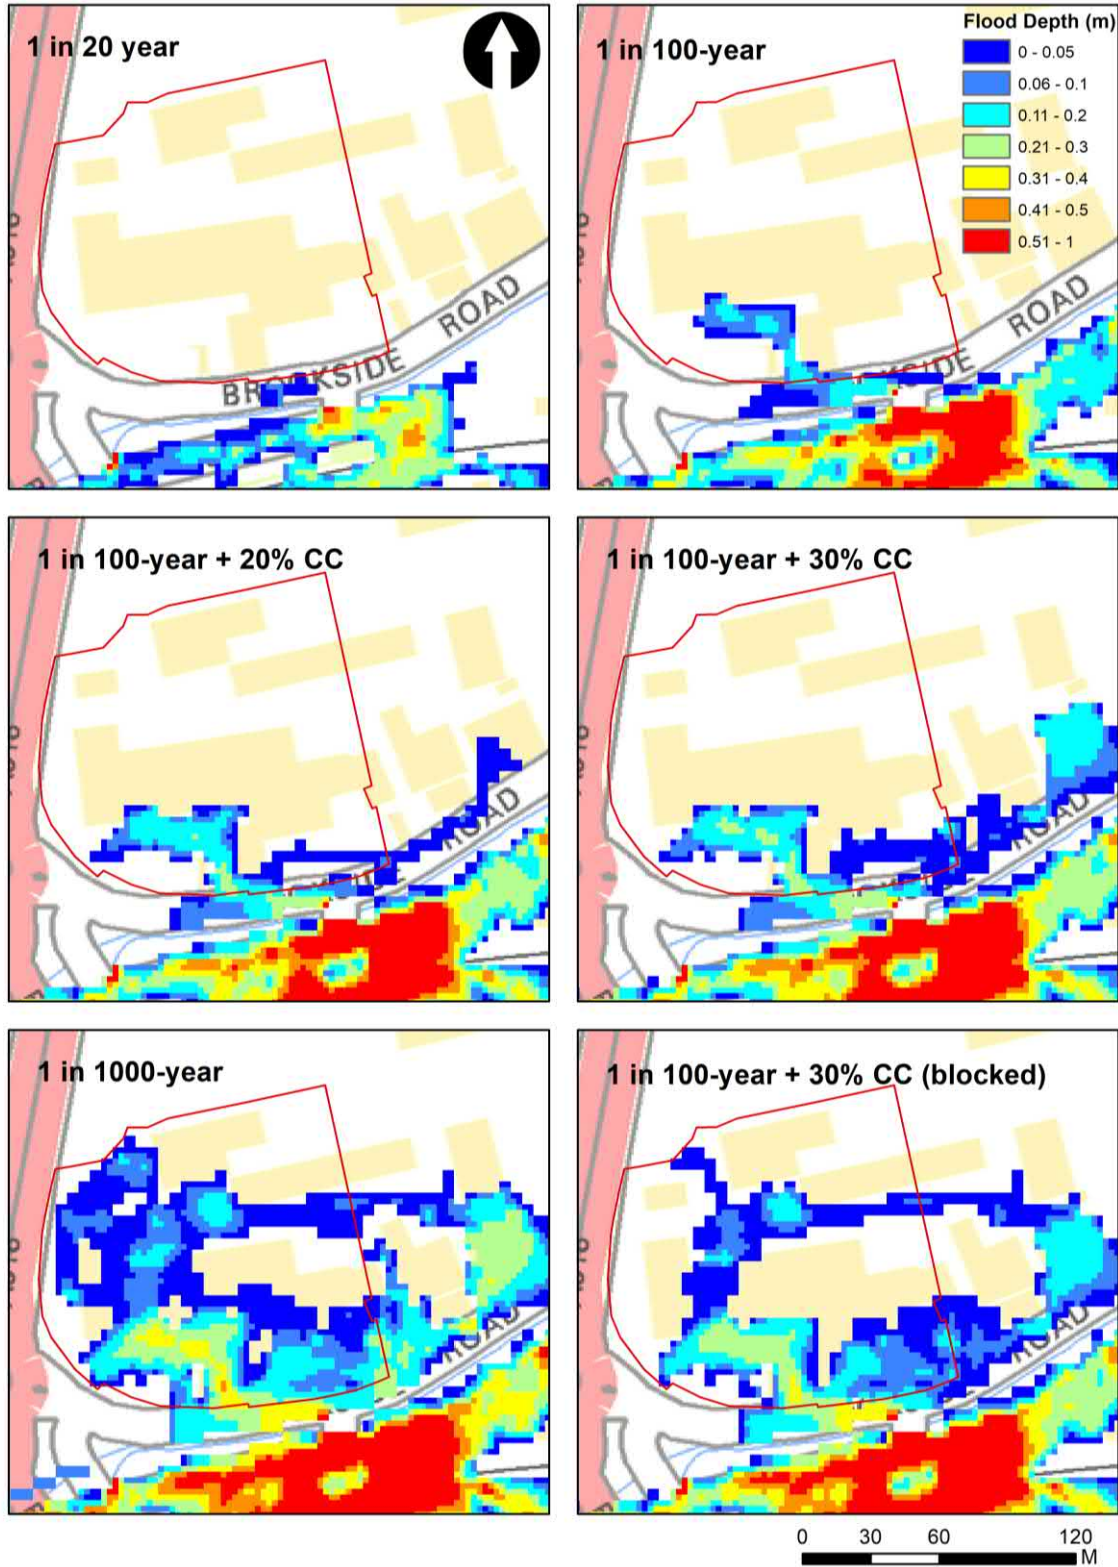 1 in 20 year
BROOKSIDE ROAD
1 in 100-year
Flood Depth (m)
0 - 0.05
0.06 - 0.1
0.11 - 0.2
0.21 - 0.3
0.31 - 0.4
0.41 - 0.5
0.51 - 1
ROAD
1 in 100-year + 20% CC
ROAD
1 in 100-year + 30% CC
ROAD
1 in 1000-year
ROAD
1 in 100-year + 30% CC (blocked)
ROAD
0 30 60 120
M